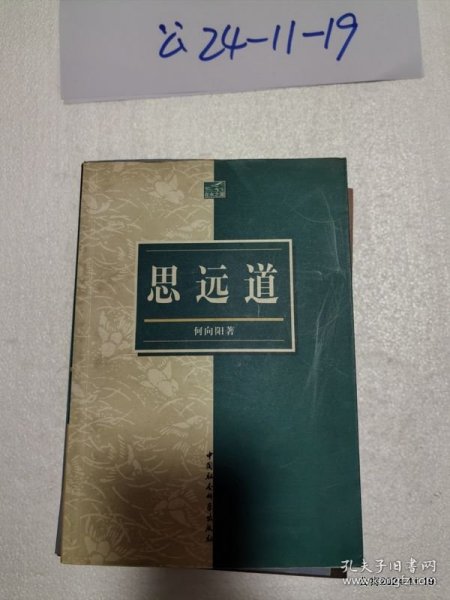 公24-11-19
思远道
何向阳著
中国社会科学出版社
孔夫子旧书网